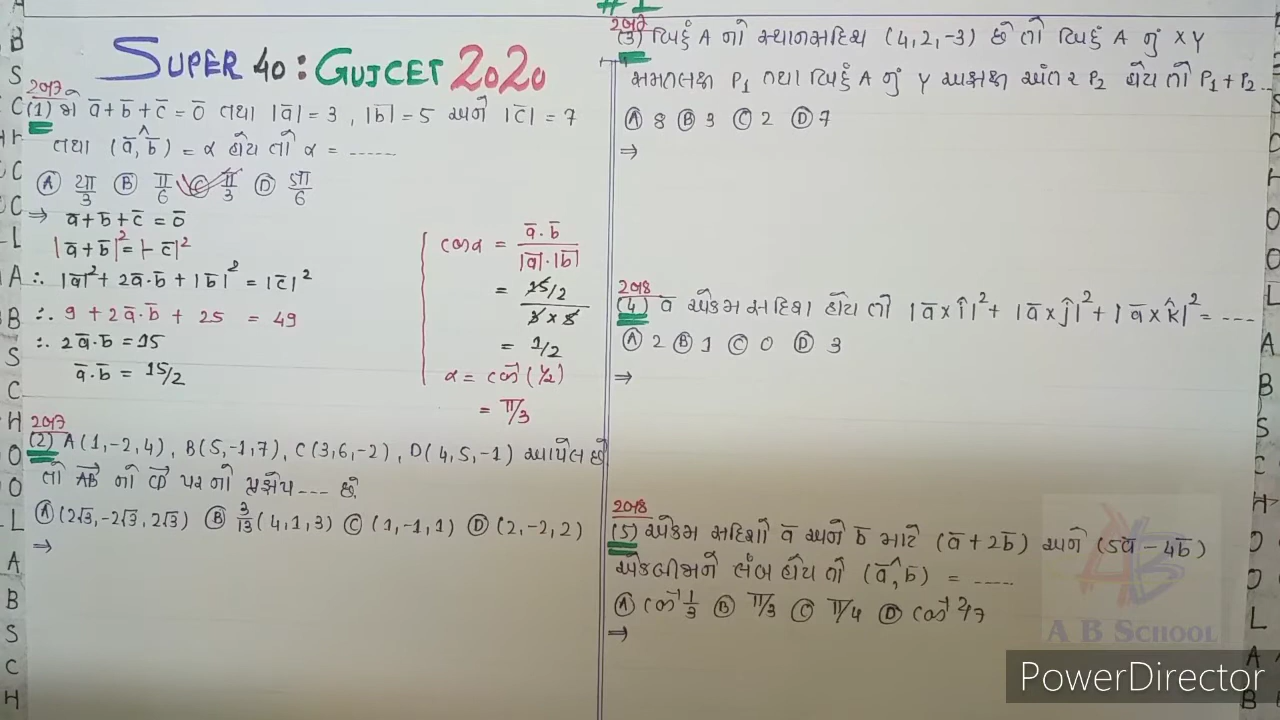 #1
SUPER 40 : GUJCET 2020
2017
(1) જો a̅ + b̅ + c̅ = 0̅ તથા |a̅| = 3 , |b̅| = 5 અને |c̅| = 7
તથા (a̅,^b̅) = α હોય તો α = ------
Ⓐ 2π/3 Ⓑ π/6 Ⓒ π/3 Ⓓ 5π/6
⇒ a̅ + b̅ + c̅ = 0̅
|a̅ + b̅|² = |-c̅|²
∴ |a̅|² + 2a̅·b̅ + |b̅|² = |c̅|²
∴ 9 + 2a̅·b̅ + 25 = 49
∴ 2a̅·b̅ = 15
a̅·b̅ = 15/2
cosα = a̅·b̅ / |a̅|·|b̅|
= 15/2 / 3×5
= 1/2
α = cos⁻¹(1/2)
= π/3
2017
(2) A(1,-2,4), B(5,-1,7), C(3,6,-2), D(4,5,-1) આપેલ છે
તો AB⃗ નો CD⃗ પર નો પ્રક્ષેપ --- છે.
Ⓐ (2√3,-2√3,2√3) Ⓑ 3/13(4,1,3) Ⓒ (1,-1,1) Ⓓ (2,-2,2)
⇒
2017
(3) બિંદુ A નો સ્થાનસદિશ (4,2,-3) છે તો બિંદુ A નું XY
સમતલથી P₁ તથા બિંદુ A નું Y અક્ષથી અંતર P₂ હોય તો P₁ + P₂ ...
Ⓐ 8 Ⓑ 3 Ⓒ 2 Ⓓ 7
⇒
2018
(4) a̅ એકમ સદિશ હોય તો |a̅×î|² + |a̅×ĵ|² + |a̅×k̂|² = ----
Ⓐ 2 Ⓑ 1 Ⓒ 0 Ⓓ 3
⇒
2018
(5) એકમ સદિશો a̅ અને b̅ માટે (a̅+2b̅) અને (5a̅-4b̅)
એકબીજાને લંબ હોય તો (a̅,^b̅) = -----
Ⓐ cos⁻¹ 1/3 Ⓑ π/3 Ⓒ π/4 Ⓓ cos⁻¹ 2/7
⇒
AB
A B SCHOOL
PowerDirector